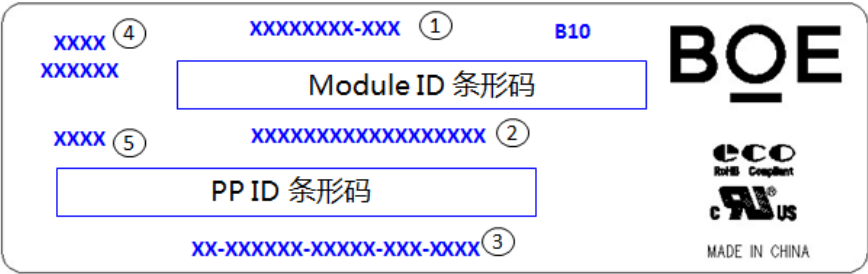 XXXX ④ XXXXXXXX-XXX ① B10
XXXXXX
BOE
Module ID 条形码
XXXX ⑤ XXXXXXXXXXXXXXXXXX ②
PP ID 条形码
XX-XXXXXX-XXXXX-XXX-XXXX ③
eco
RoHS Compliant
c RU US
®
MADE IN CHINA